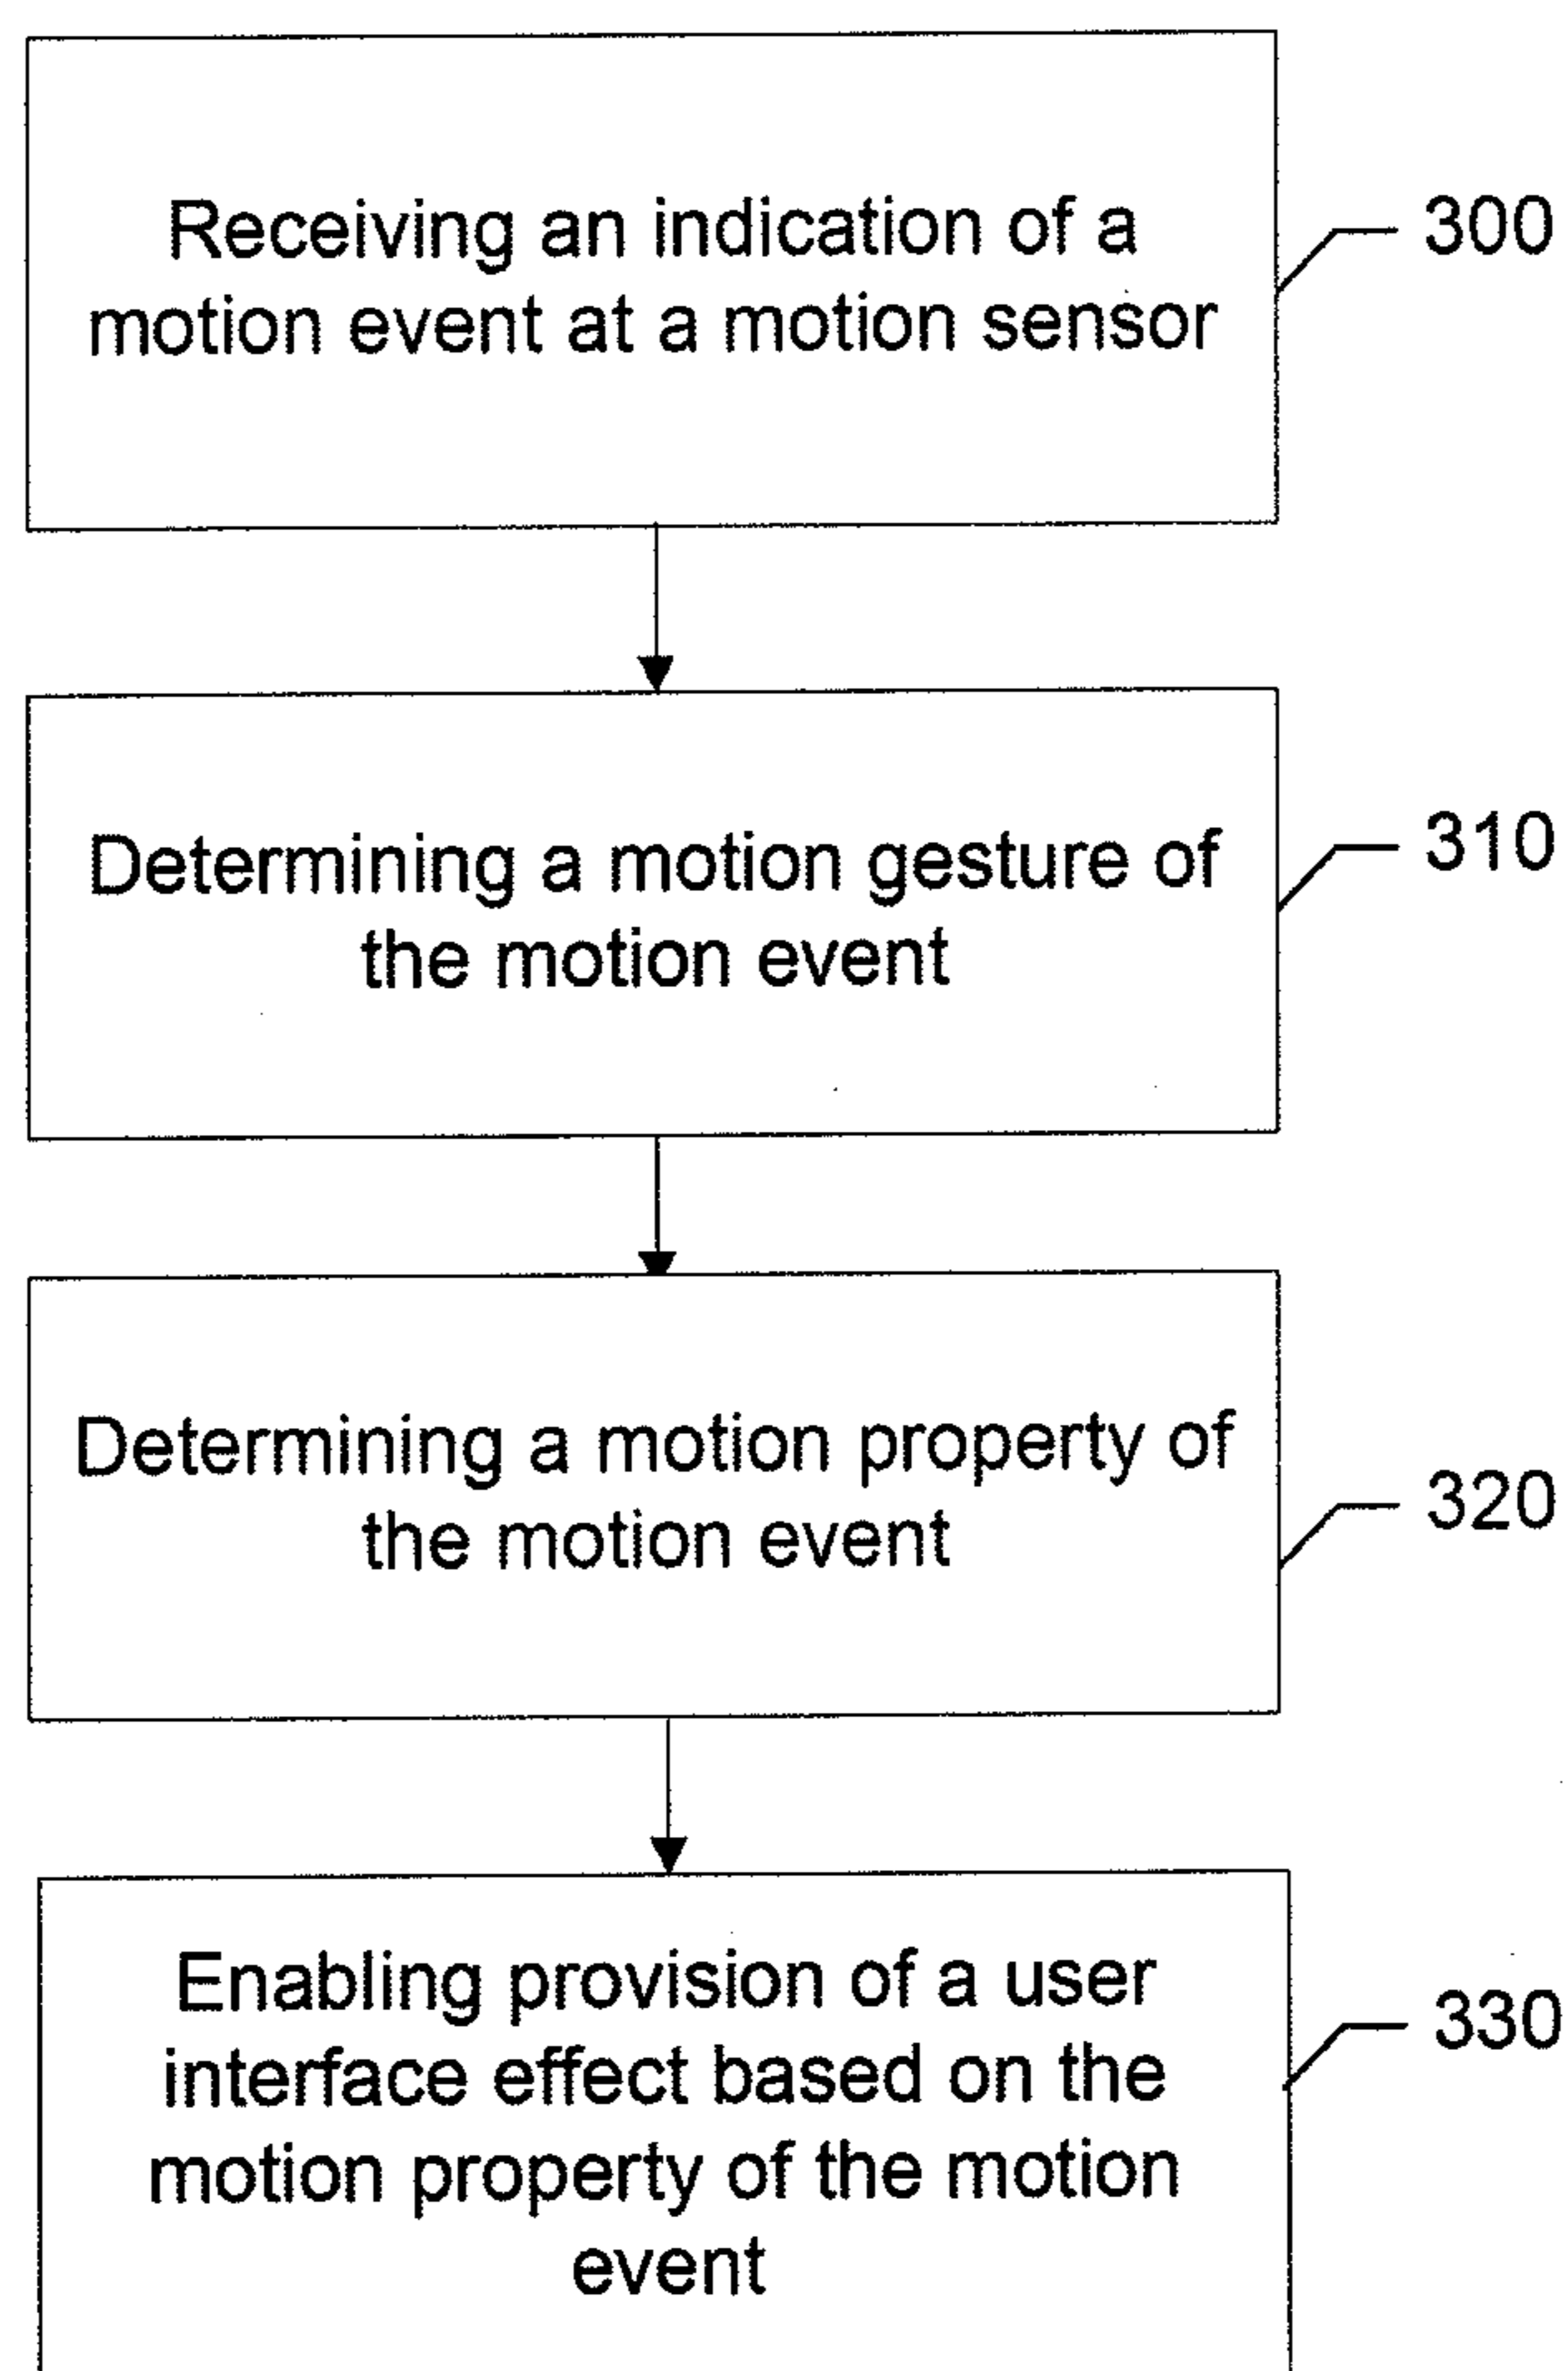 Receiving an indication of a
motion event at a motion sensor
300
Determining a motion gesture of
the motion event
310
Determining a motion property of
the motion event
320
Enabling provision of a user
interface effect based on the
motion property of the motion
event
330